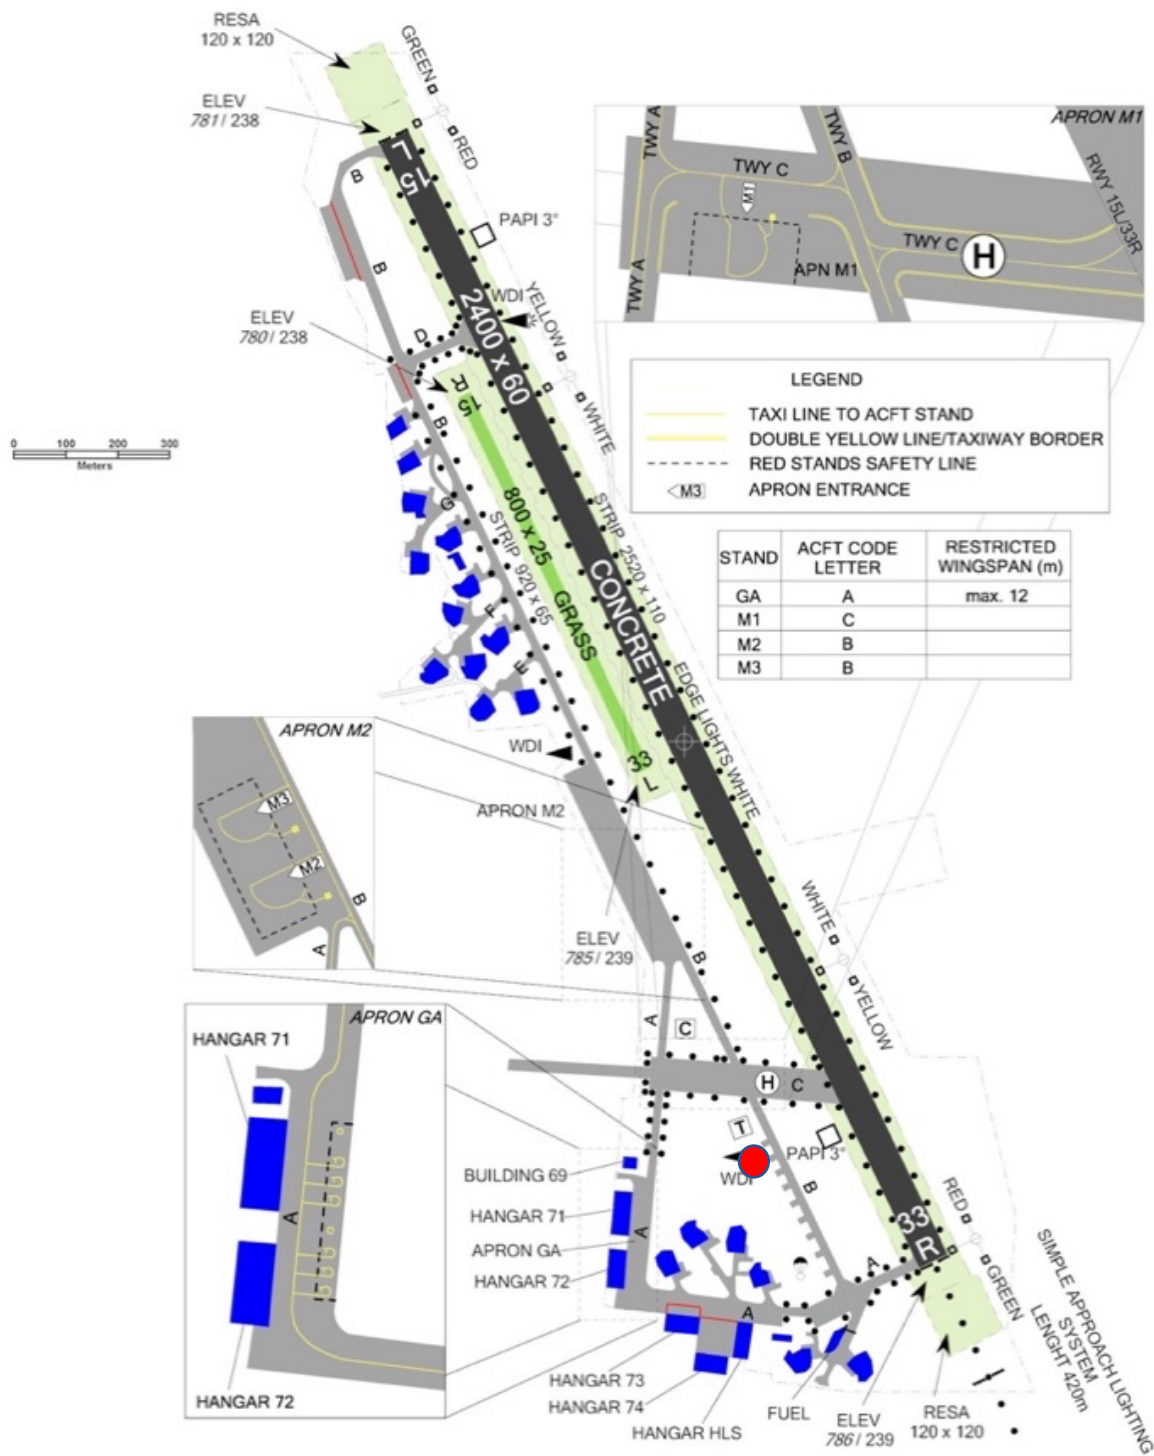 RESA
120 x 120
GREEN
ELEV
781 / 238
RED
L
15
B
PAPI 3°
B
WDI
YELLOW
2400 x 60
ELEV
780 / 238
D
WHITE
R
15
B
0 100 200 300
Meters
G
800 x 25
STRIP 920 x 65
STRIP 2520 x 110
CONCRETE
GRASS
F
E
EDGE LIGHTS WHITE
WDI
33
L
APRON M1
TWY A
TWY B
TWY C
M1
RWY 15L/33R
TWY C
H
APN M1
TWY A
LEGEND
TAXI LINE TO ACFT STAND
DOUBLE YELLOW LINE/TAXIWAY BORDER
RED STANDS SAFETY LINE
M3 APRON ENTRANCE
STAND ACFT CODE LETTER RESTRICTED WINGSPAN (m)
GA A max. 12
M1 C
M2 B
M3 B
APRON M2
M3
M2
B
A
APRON M2
ELEV
785 / 239
WHITE
YELLOW
B
A
C
H
C
T
PAPI 3°
WDI
B
APRON GA
HANGAR 71
A
HANGAR 72
BUILDING 69
HANGAR 71
APRON GA
A
HANGAR 72
33
R
RED
GREEN
A
A
SIMPLE APPROACH LIGHTING
SYSTEM
LENGHT 420m
HANGAR 73
HANGAR 74
HANGAR HLS
FUEL
ELEV
786 / 239
RESA
120 x 120